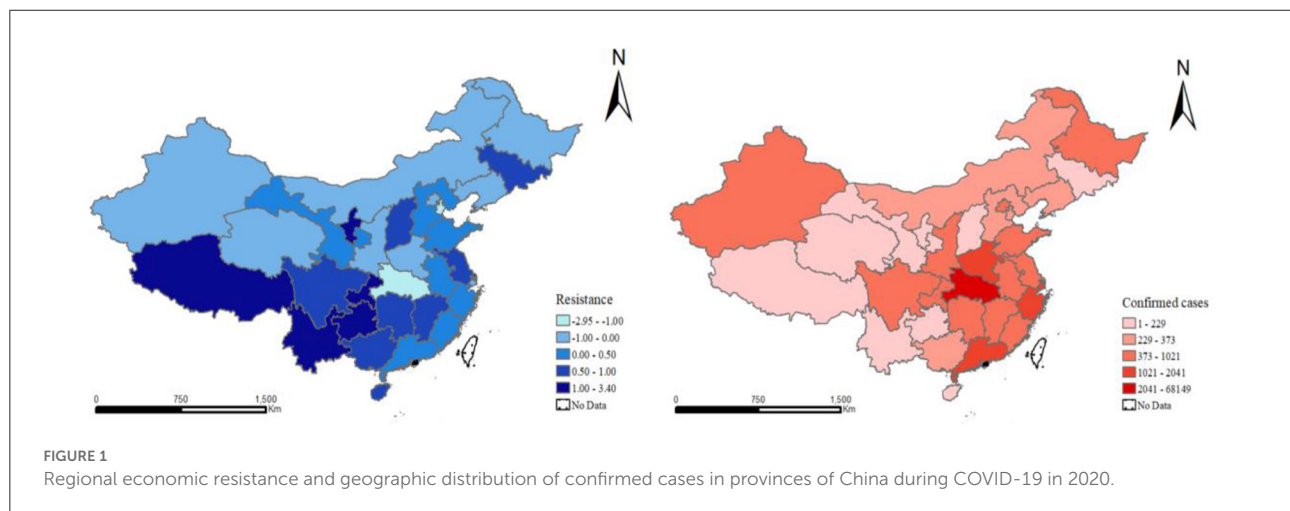 N
Resistance
-2.95 - -1.00
-1.00 - 0.00
0.00 - 0.50
0.50 - 1.00
1.00 - 3.40
No Data
0 750 1,500
Km
N
Confirmed cases
1 - 229
229 - 373
373 - 1021
1021 - 2041
2041 - 68149
No Data
0 750 1,500
Km
FIGURE 1
Regional economic resistance and geographic distribution of confirmed cases in provinces of China during COVID-19 in 2020.